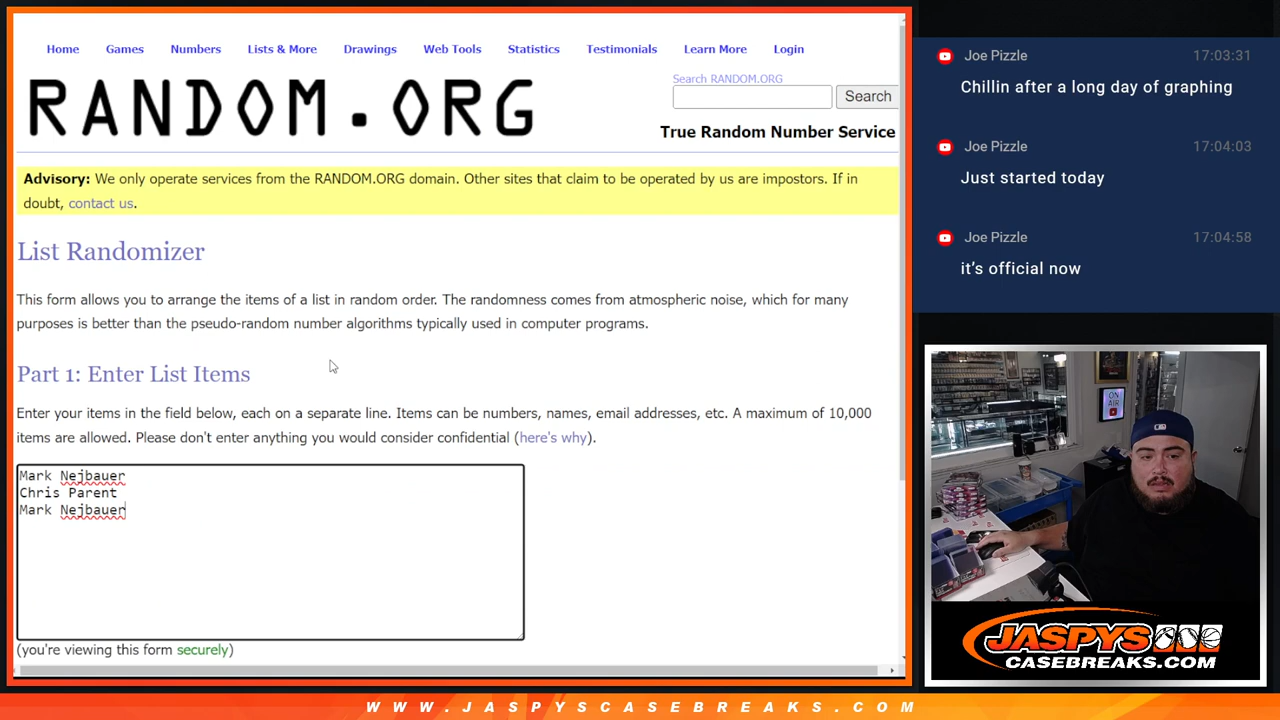 Home Games Numbers Lists & More Drawings Web Tools Statistics Testimonials Learn More Login
RANDOM.ORG
Search RANDOM.ORG
Search
True Random Number Service
Advisory: We only operate services from the RANDOM.ORG domain. Other sites that claim to be operated by us are impostors. If in
doubt, contact us.
List Randomizer
This form allows you to arrange the items of a list in random order. The randomness comes from atmospheric noise, which for many
purposes is better than the pseudo-random number algorithms typically used in computer programs.
Part 1: Enter List Items
Enter your items in the field below, each on a separate line. Items can be numbers, names, email addresses, etc. A maximum of 10,000
items are allowed. Please don't enter anything you would consider confidential (here's why).
Mark Nejbauer
Chris Parent
Mark Nejbauer
(you're viewing this form securely)
Joe Pizzle 17:03:31
Chillin after a long day of graphing
Joe Pizzle 17:04:03
Just started today
Joe Pizzle 17:04:58
it’s official now
ON
AIR
JASPYS
CASEBREAKS.COM
WWW.JASPYSCASEBREAKS.COM